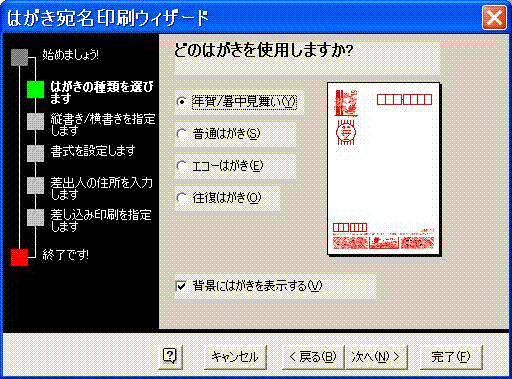 はがき宛名印刷ウィザード
始めましょう!
はがきの種類を選び
ます
縦書き/横書きを指定
します
書式を設定します
差出人の住所を入力
します
差し込み印刷を指定
します
終了です!
どのはがきを使用しますか?
年賀/暑中見舞い(Y)
普通はがき(S)
エコーはがき(E)
往復はがき(O)
背景にはがきを表示する(V)
?
キャンセル
< 戻る(B)
次へ(N) >
完了(F)